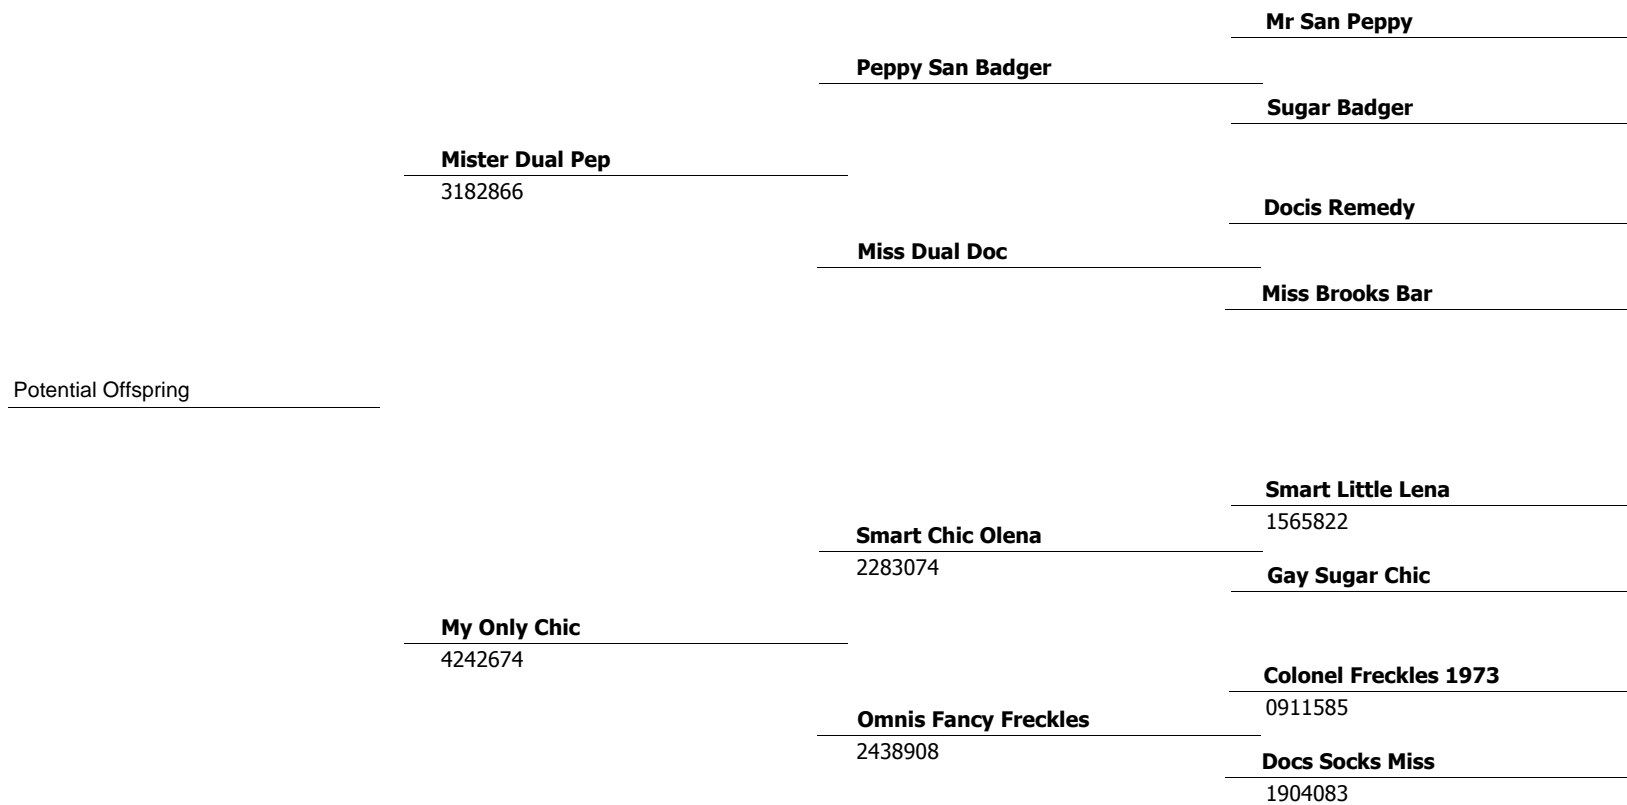 Mr San Peppy
Peppy San Badger
Sugar Badger
Mister Dual Pep
3182866
Docis Remedy
Miss Dual Doc
Miss Brooks Bar
Potential Offspring
Smart Little Lena
1565822
Smart Chic Olena
2283074
Gay Sugar Chic
My Only Chic
4242674
Colonel Freckles 1973
0911585
Omnis Fancy Freckles
2438908
Docs Socks Miss
1904083